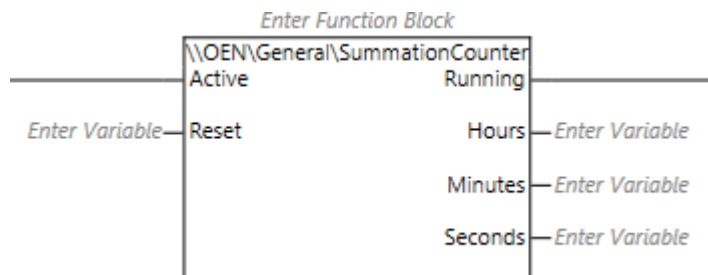 Enter Function Block
\\OEN\General\SummationCounter
Active Running
Enter Variable Reset Hours Enter Variable
Minutes Enter Variable
Seconds Enter Variable